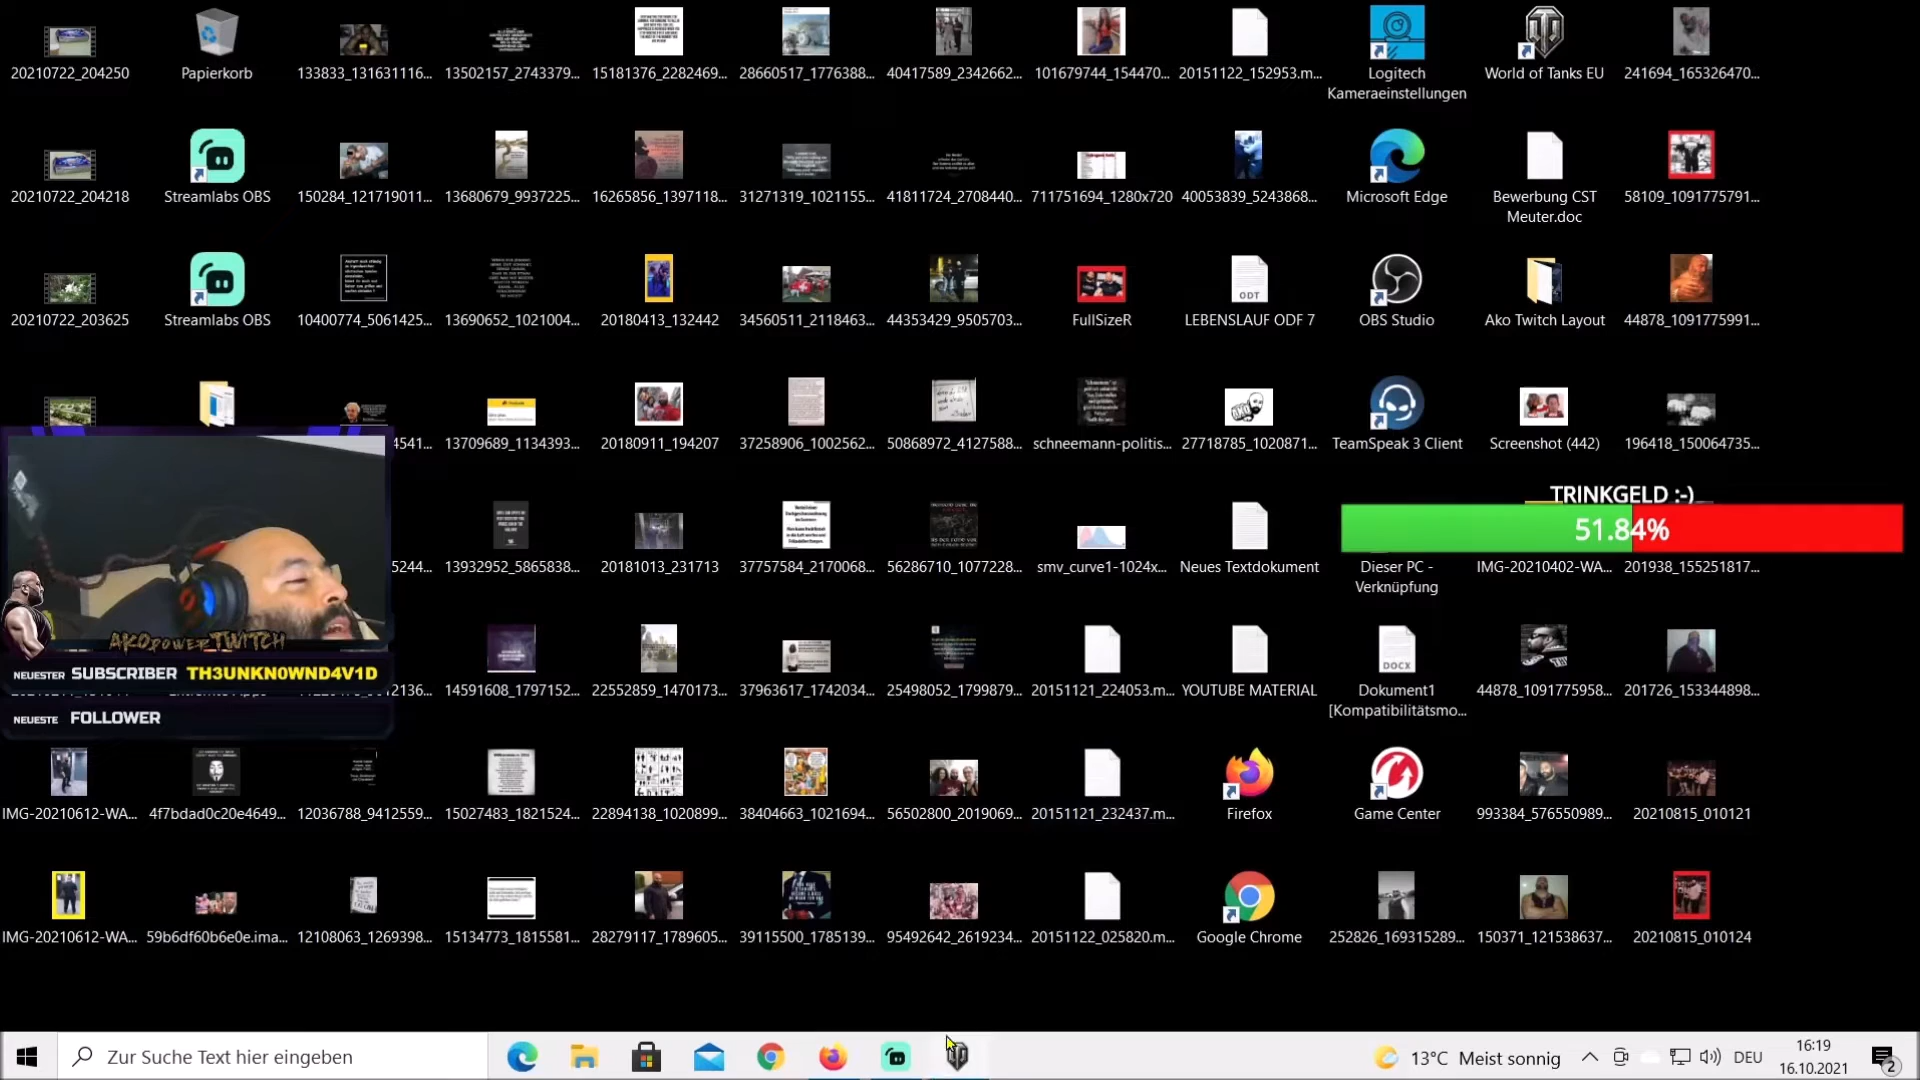 20210722_204250
Papierkorb
133833_131631116...
13502157_2743379...
15181376_2282469...
28660517_1776388...
40417589_2342662...
101679744_154470...
20151122_152953.m...
Logitech
Kameraeinstellungen
World of Tanks EU
241694_165326470...
20210722_204218
Streamlabs OBS
150284_121719011...
13680679_9937225...
16265856_1397118...
31271319_1021155...
41811724_2708440...
711751694_1280x720
40053839_5243868...
Microsoft Edge
Bewerbung CST
Meuter.doc
58109_1091775791...
20210722_203625
Streamlabs OBS
10400774_5061425...
13690652_1021004...
20180413_132442
34560511_2118463...
44353429_9505703...
FullSizeR
ODT
LEBENSLAUF ODF 7
OBS Studio
Ako Twitch Layout
44878_1091775991...
4541...
13709689_1134393...
20180911_194207
37258906_1002562...
50868972_4127588...
schneemann-politis...
27718785_1020871...
TeamSpeak 3 Client
Screenshot (442)
196418_150064735...
TRINKGELD :-)
51.84%
5244...
13932952_5865838...
20181013_231713
37757584_2170068...
56286710_1077228...
smv_curve1-1024x...
Neues Textdokument
Dieser PC -
Verknüpfung
IMG-20210402-WA...
201938_155251817...
AKOPOWERTWITCH
NEUESTER SUBSCRIBER TH3UNKN0WND4V1D
NEUESTE FOLLOWER
2136...
14591608_1797152...
22552859_1470173...
37963617_1742034...
25498052_1799879...
20151121_224053.m...
YOUTUBE MATERIAL
DOCX
Dokument1
[Kompatibilitätsmo...
44878_1091775958...
201726_153344898...
IMG-20210612-WA...
4f7bdad0c20e4649...
12036788_9412559...
15027483_1821524...
22894138_1020899...
38404663_1021694...
56502800_2019069...
20151121_232437.m...
Firefox
Game Center
993384_576550989...
20210815_010121
IMG-20210612-WA...
59b6df60b6e0e.ima...
12108063_1269398...
15134773_1815581...
28279117_1789605...
39115500_1785139...
95492642_2619234...
20151122_025820.m...
Google Chrome
252826_169315289...
150371_121538637...
20210815_010124
Zur Suche Text hier eingeben
13°C Meist sonnig
DEU
16:19
16.10.2021
2